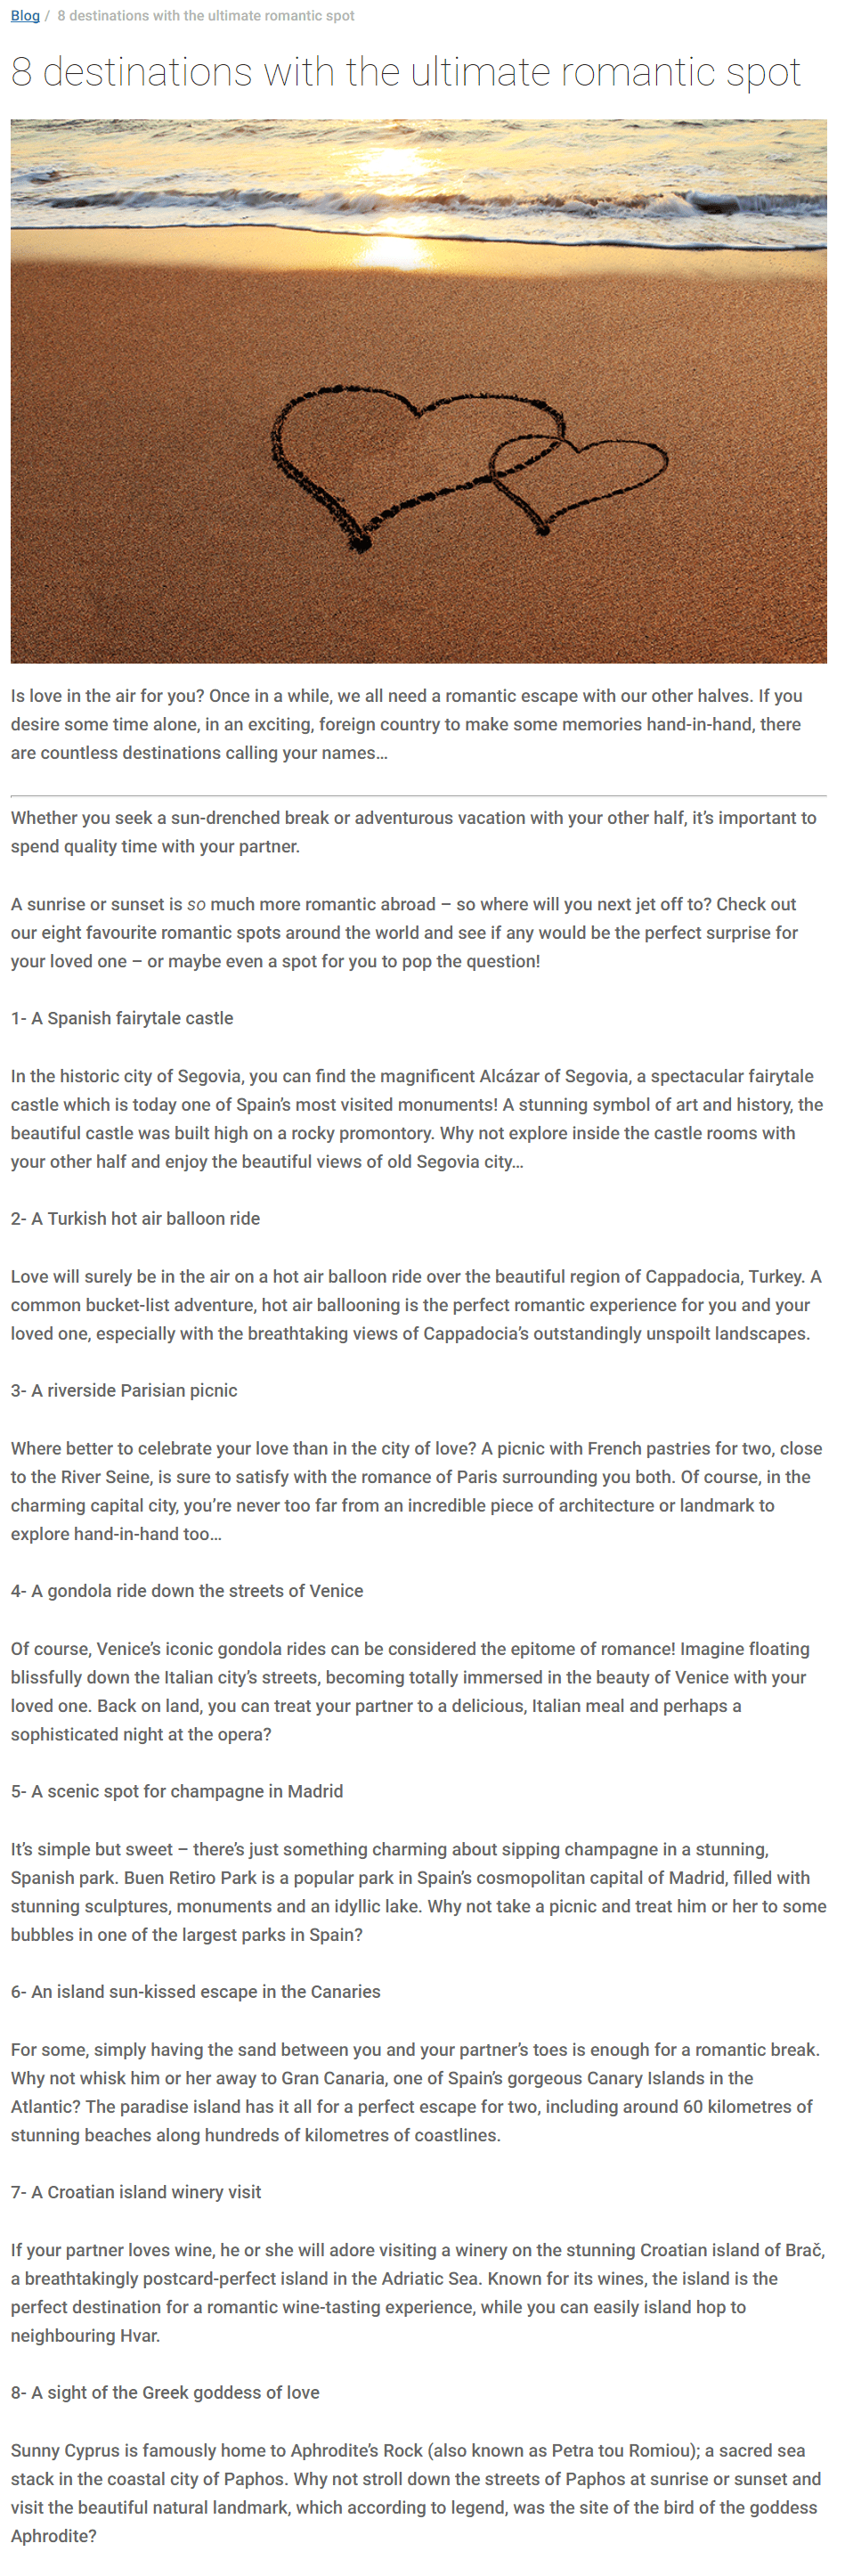 Blog / 8 destinations with the ultimate romantic spot
8 destinations with the ultimate romantic spot
Is love in the air for you? Once in a while, we all need a romantic escape with our other halves. If you
desire some time alone, in an exciting, foreign country to make some memories hand-in-hand, there
are countless destinations calling your names…
Whether you seek a sun-drenched break or adventurous vacation with your other half, it’s important to
spend quality time with your partner.
A sunrise or sunset is so much more romantic abroad – so where will you next jet off to? Check out
our eight favourite romantic spots around the world and see if any would be the perfect surprise for
your loved one – or maybe even a spot for you to pop the question!
1- A Spanish fairytale castle
In the historic city of Segovia, you can find the magnificent Alcázar of Segovia, a spectacular fairytale
castle which is today one of Spain’s most visited monuments! A stunning symbol of art and history, the
beautiful castle was built high on a rocky promontory. Why not explore inside the castle rooms with
your other half and enjoy the beautiful views of old Segovia city…
2- A Turkish hot air balloon ride
Love will surely be in the air on a hot air balloon ride over the beautiful region of Cappadocia, Turkey. A
common bucket-list adventure, hot air ballooning is the perfect romantic experience for you and your
loved one, especially with the breathtaking views of Cappadocia’s outstandingly unspoilt landscapes.
3- A riverside Parisian picnic
Where better to celebrate your love than in the city of love? A picnic with French pastries for two, close
to the River Seine, is sure to satisfy with the romance of Paris surrounding you both. Of course, in the
charming capital city, you’re never too far from an incredible piece of architecture or landmark to
explore hand-in-hand too…
4- A gondola ride down the streets of Venice
Of course, Venice’s iconic gondola rides can be considered the epitome of romance! Imagine floating
blissfully down the Italian city’s streets, becoming totally immersed in the beauty of Venice with your
loved one. Back on land, you can treat your partner to a delicious, Italian meal and perhaps a
sophisticated night at the opera?
5- A scenic spot for champagne in Madrid
It’s simple but sweet – there’s just something charming about sipping champagne in a stunning,
Spanish park. Buen Retiro Park is a popular park in Spain’s cosmopolitan capital of Madrid, filled with
stunning sculptures, monuments and an idyllic lake. Why not take a picnic and treat him or her to some
bubbles in one of the largest parks in Spain?
6- An island sun-kissed escape in the Canaries
For some, simply having the sand between you and your partner’s toes is enough for a romantic break.
Why not whisk him or her away to Gran Canaria, one of Spain’s gorgeous Canary Islands in the
Atlantic? The paradise island has it all for a perfect escape for two, including around 60 kilometres of
stunning beaches along hundreds of kilometres of coastlines.
7- A Croatian island winery visit
If your partner loves wine, he or she will adore visiting a winery on the stunning Croatian island of Brač,
a breathtakingly postcard-perfect island in the Adriatic Sea. Known for its wines, the island is the
perfect destination for a romantic wine-tasting experience, while you can easily island hop to
neighbouring Hvar.
8- A sight of the Greek goddess of love
Sunny Cyprus is famously home to Aphrodite’s Rock (also known as Petra tou Romiou); a sacred sea
stack in the coastal city of Paphos. Why not stroll down the streets of Paphos at sunrise or sunset and
visit the beautiful natural landmark, which according to legend, was the site of the bird of the goddess
Aphrodite?